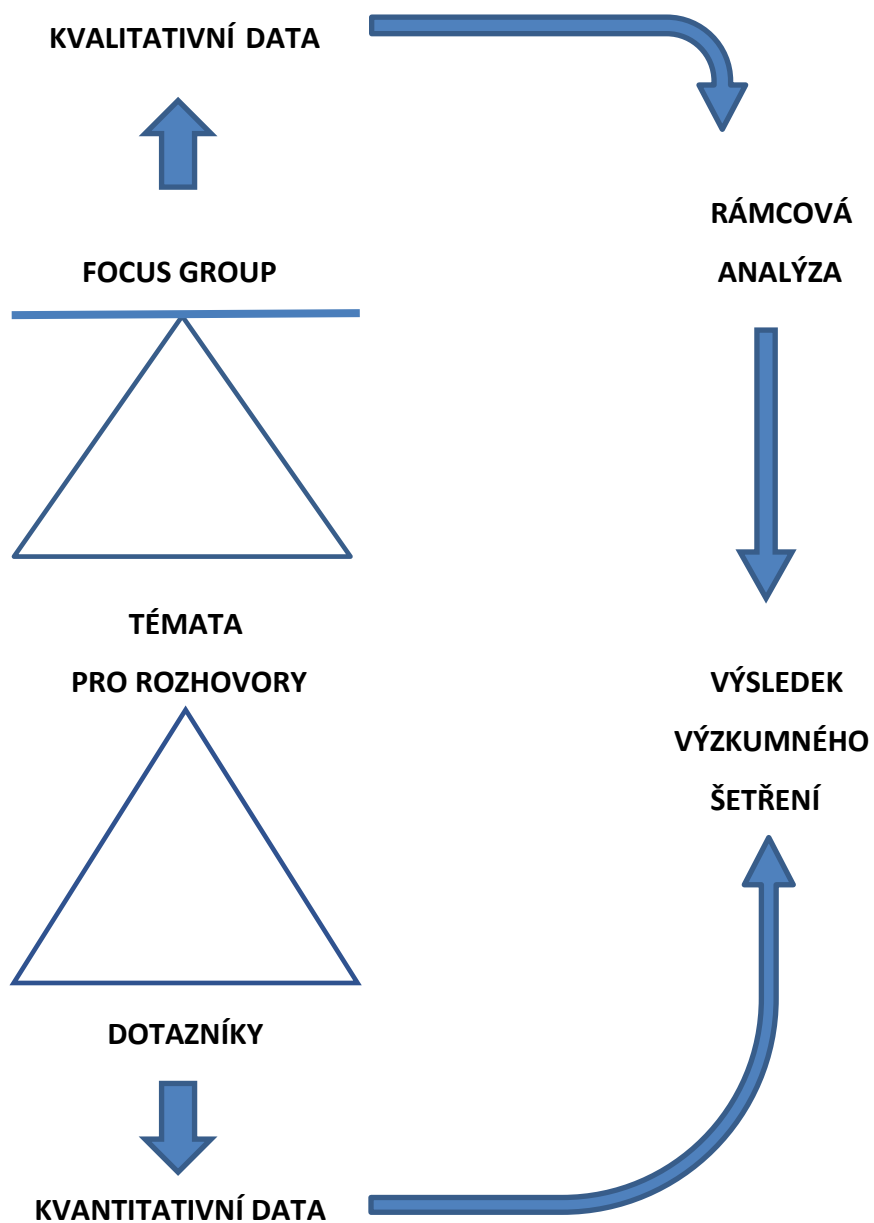 KVALITATIVNÍ DATA
RÁMCOVÁ
ANALÝZA
FOCUS GROUP
TÉMATA
PRO ROZHOVORY
VÝSLEDEK
VÝZKUMNÉHO
ŠETŘENÍ
DOTAZNÍKY
KVANTITATIVNÍ DATA